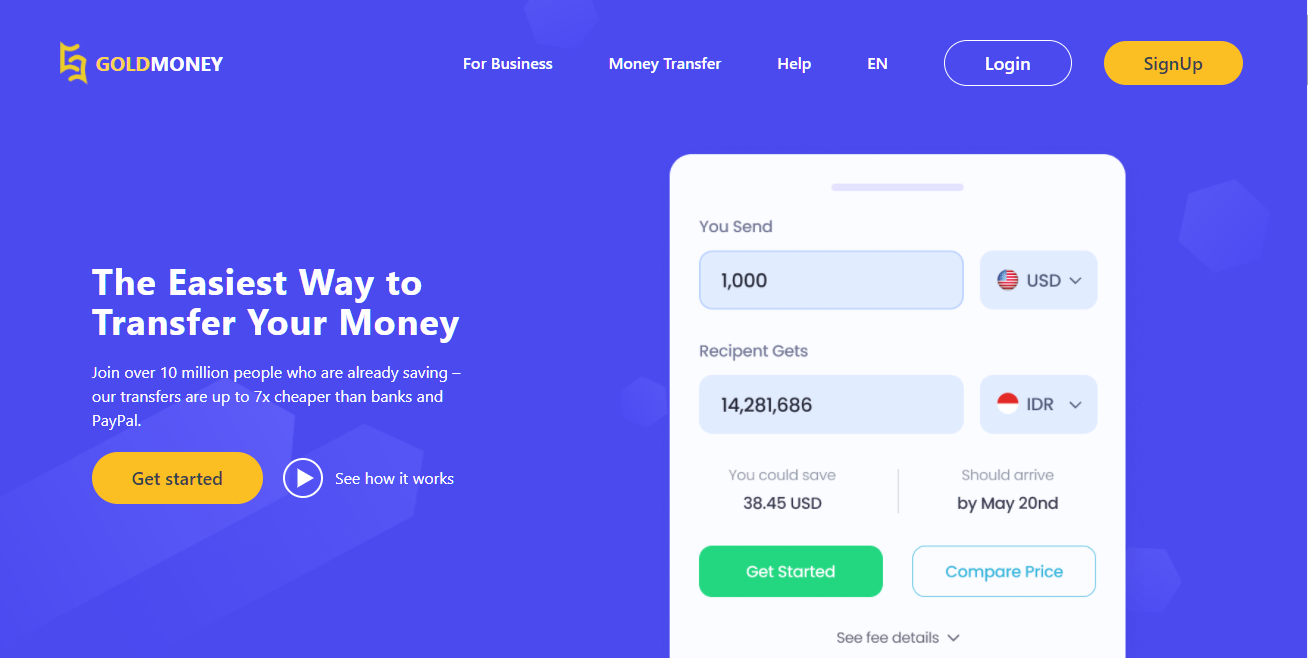 GOLDMONEY
For Business
Money Transfer
Help
EN
Login
SignUp
The Easiest Way to
Transfer Your Money
Join over 10 million people who are already saving –
our transfers are up to 7x cheaper than banks and
PayPal.
Get started
See how it works
You Send
1,000
USD
Recipent Gets
14,281,686
IDR
You could save
38.45 USD
Should arrive
by May 20nd
Get Started
Compare Price
See fee details